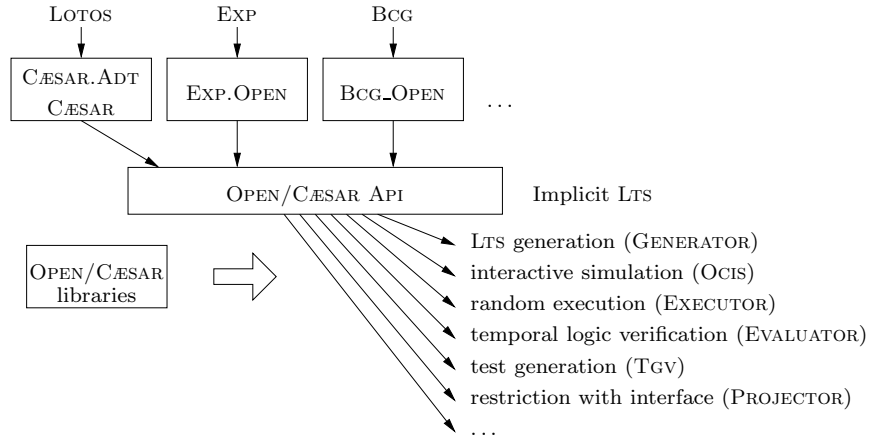 LOTOS EXP BCG
CÆSAR.ADT
CÆSAR
EXP.OPEN
BCG_OPEN
...
OPEN/CÆSAR API
Implicit LTS
OPEN/CÆSAR
libraries
LTS generation (GENERATOR)
interactive simulation (OCIS)
random execution (EXECUTOR)
temporal logic verification (EVALUATOR)
test generation (TGV)
restriction with interface (PROJECTOR)
...